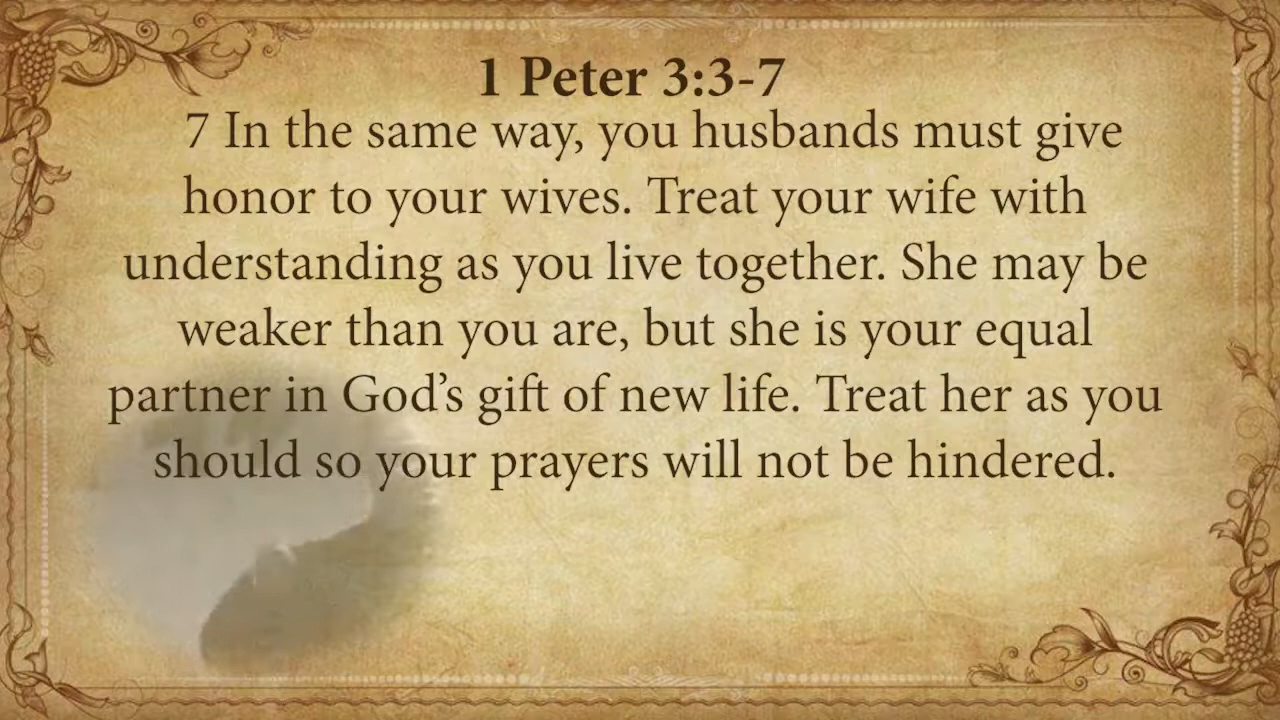 1 Peter 3:3-7
7 In the same way, you husbands must give
honor to your wives. Treat your wife with
understanding as you live together. She may be
weaker than you are, but she is your equal
partner in God’s gift of new life. Treat her as you
should so your prayers will not be hindered.